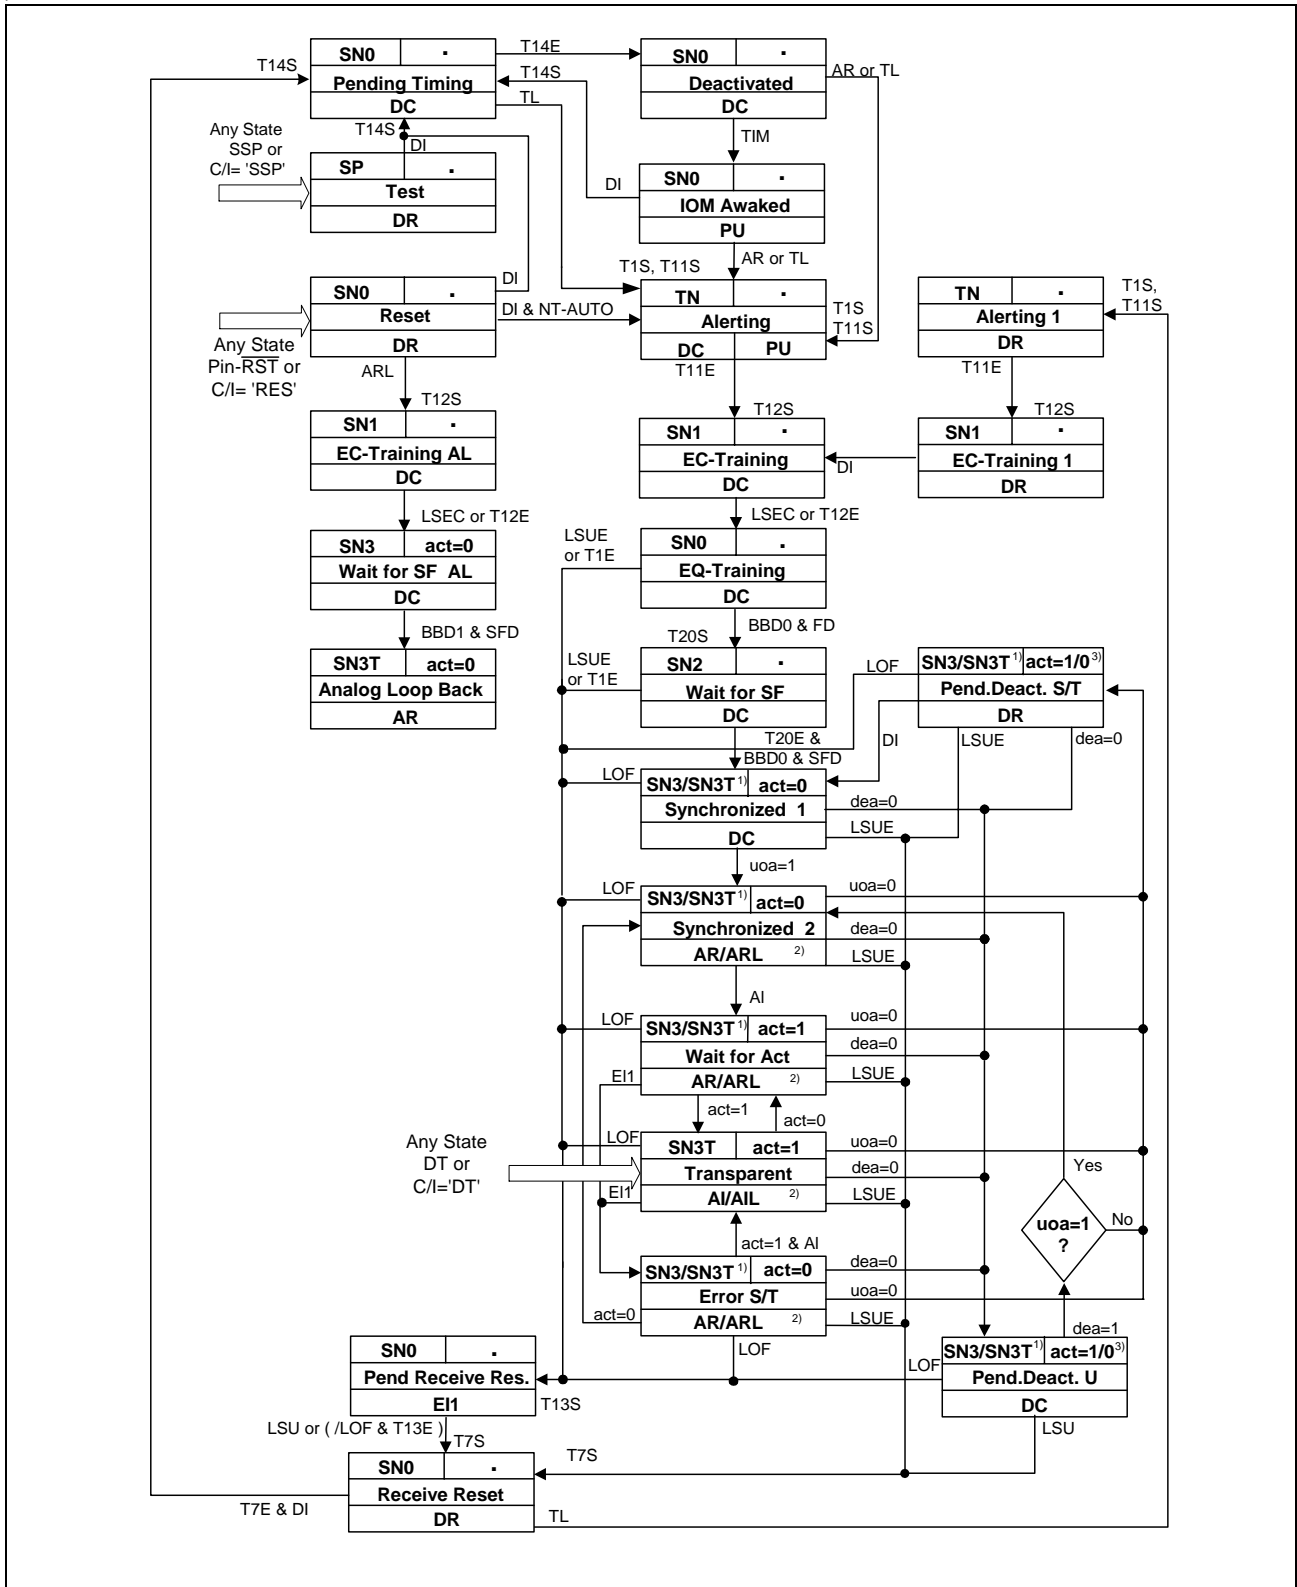 SN0 .
Pending Timing
DC
T14E
T14S
T14S
TL
SN0
Deactivated
DC
AR or TL
TIM
Any State
SSP or
C/I= 'SSP'
T14S
DI
SP .
Test
DR
SN0 .
IOM Awaked
PU
DI
AR or TL
T1S, T11S
DI
SN0 .
Reset
DR
DI & NT-AUTO
Any State
Pin-RST or
C/I= 'RES'
ARL
TN .
Alerting
DC PU
T1S
T11S
T11E
TN .
Alerting 1
DR
T1S,
T11S
T11E
T12S
SN1 .
EC-Training AL
DC
T12S
SN1 .
EC-Training
DC
T12S
SN1 .
EC-Training 1
DR
DI
LSEC or T12E
LSEC or T12E
SN3 act=0
Wait for SF AL
DC
LSUE
or T1E
SN0 .
EQ-Training
DC
BBD1 & SFD
BBD0 & FD
T20S
SN3T act=0
Analog Loop Back
AR
LSUE
or T1E
SN2 .
Wait for SF
DC
T20E &
BBD0 & SFD
LOF
SN3/SN3T 1) act=1/0 3)
Pend.Deact. S/T
DR
DI
LSUE
dea=0
LOF
SN3/SN3T 1) act=0
Synchronized 1
DC
dea=0
LSUE
uoa=1
LOF
SN3/SN3T 1) act=0
Synchronized 2
AR/ARL 2)
uoa=0
dea=0
LSUE
AI
LOF
SN3/SN3T 1) act=1
Wait for Act
AR/ARL 2)
uoa=0
dea=0
LSUE
EI1
act=1
act=0
Any State
DT or
C/I='DT'
LOF
SN3T act=1
Transparent
AI/AIL 2)
uoa=0
dea=0
LSUE
EI1
Yes
uoa=1
?
No
act=1 & AI
SN3/SN3T 1) act=0
Error S/T
AR/ARL 2)
dea=0
uoa=0
LSUE
act=0
LOF
dea=1
SN3/SN3T 1) act=1/0 3)
Pend.Deact. U
DC
LOF
LSU
SN0 .
Pend Receive Res.
EI1
T13S
LSU or ( /LOF & T13E )
T7S
T7S
SN0 .
Receive Reset
DR
T7E & DI
TL